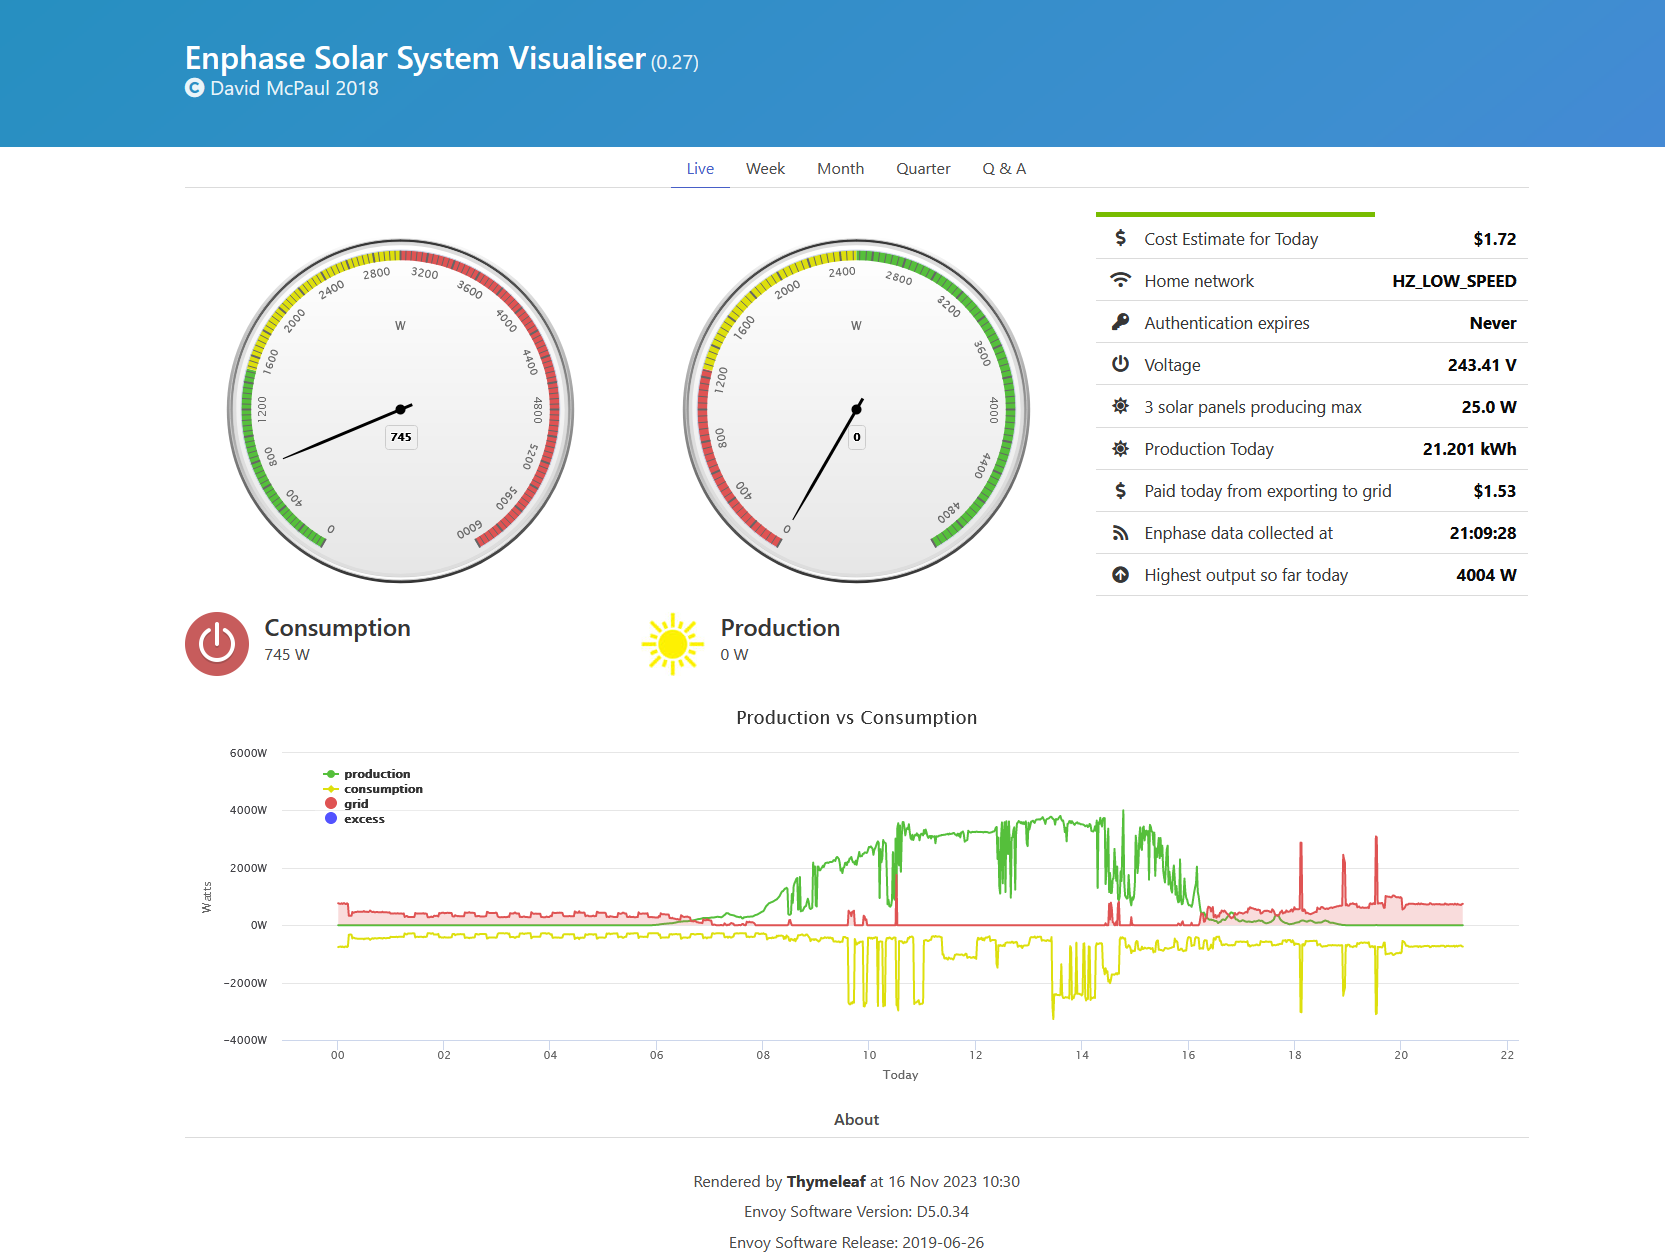 Enphase Solar System Visualiser (0.27)
© David McPaul 2018
Live Week Month Quarter Q & A
0 400 800 1200 1600 2000 2400 2800 3200 3600 4000 4400 4800 5200 5600 6000
W
745
0 400 800 1200 1600 2000 2400 2800 3200 3600 4000 4400 4800
W
0
Cost Estimate for Today $1.72
Home network HZ_LOW_SPEED
Authentication expires Never
Voltage 243.41 V
3 solar panels producing max 25.0 W
Production Today 21.201 kWh
$ Paid today from exporting to grid $1.53
Enphase data collected at 21:09:28
Highest output so far today 4004 W
Consumption
745 W
Production
0 W
Production vs Consumption
6000W
4000W
2000W
0W
−2000W
−4000W
Watts
production
consumption
grid
excess
00 02 04 06 08 10 12 14 16 18 20 22
Today
About
Rendered by Thymeleaf at 16 Nov 2023 10:30
Envoy Software Version: D5.0.34
Envoy Software Release: 2019-06-26